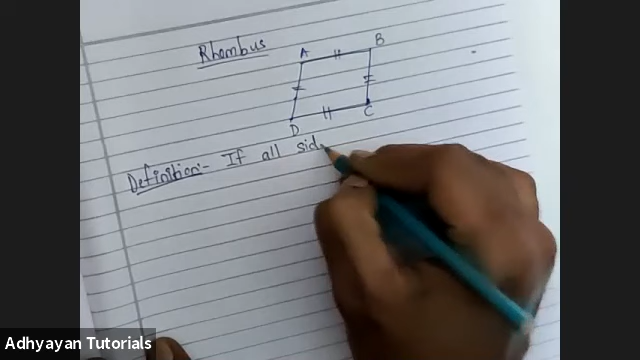 Rhombus
A B
D C
Definition:- If all sid
Adhyayan Tutorials